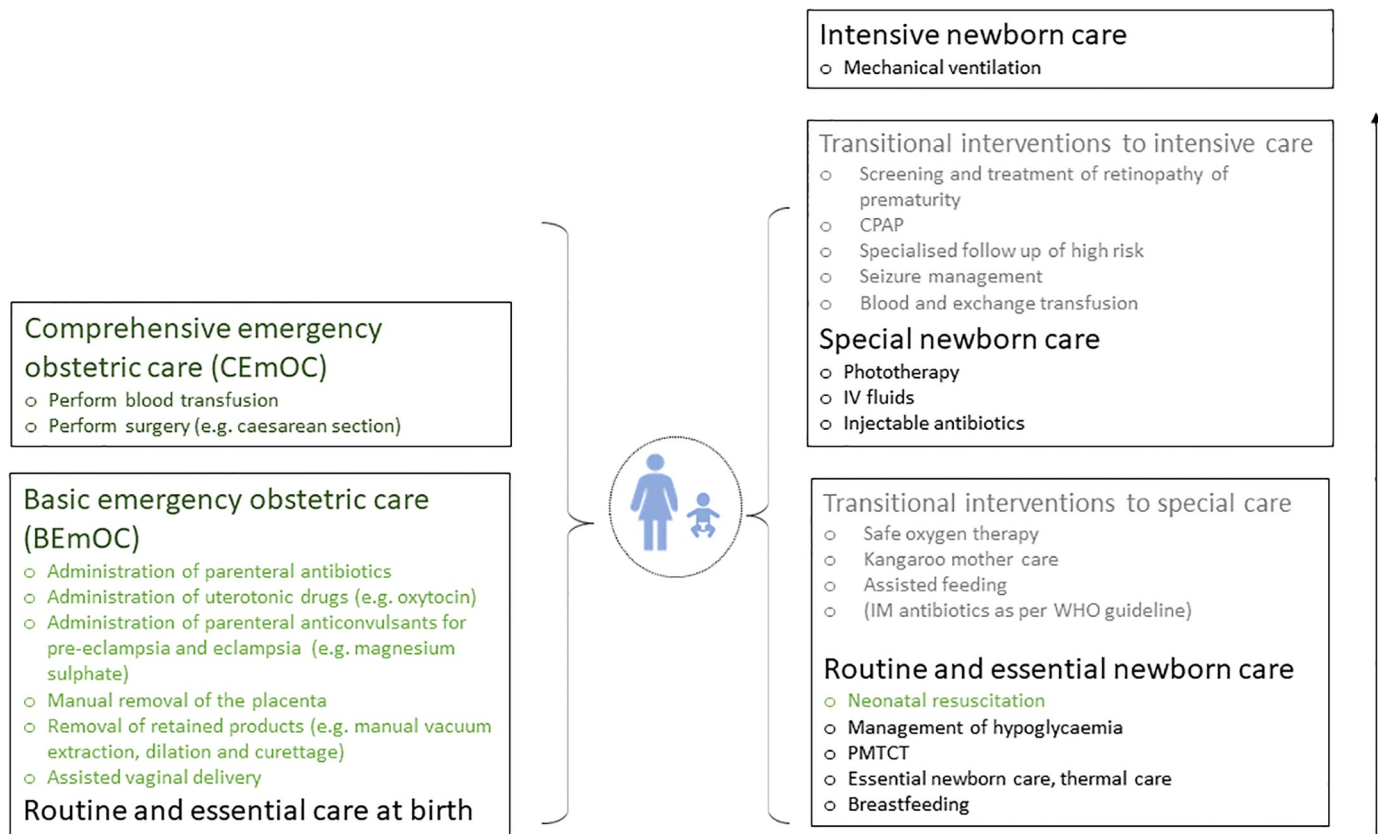 Comprehensive emergency
obstetric care (CEmOC)
o Perform blood transfusion
o Perform surgery (e.g. caesarean section)
Basic emergency obstetric care
(BEmOC)
o Administration of parenteral antibiotics
o Administration of uterotonic drugs (e.g. oxytocin)
o Administration of parenteral anticonvulsants for
pre-eclampsia and eclampsia (e.g. magnesium
sulphate)
o Manual removal of the placenta
o Removal of retained products (e.g. manual vacuum
extraction, dilation and curettage)
o Assisted vaginal delivery
Routine and essential care at birth
Intensive newborn care
o Mechanical ventilation
Transitional interventions to intensive care
o Screening and treatment of retinopathy of
prematurity
o CPAP
o Specialised follow up of high risk
o Seizure management
o Blood and exchange transfusion
Special newborn care
o Phototherapy
o IV fluids
o Injectable antibiotics
Transitional interventions to special care
o Safe oxygen therapy
o Kangaroo mother care
o Assisted feeding
o (IM antibiotics as per WHO guideline)
Routine and essential newborn care
o Neonatal resuscitation
o Management of hypoglycaemia
o PMTCT
o Essential newborn care, thermal care
o Breastfeeding